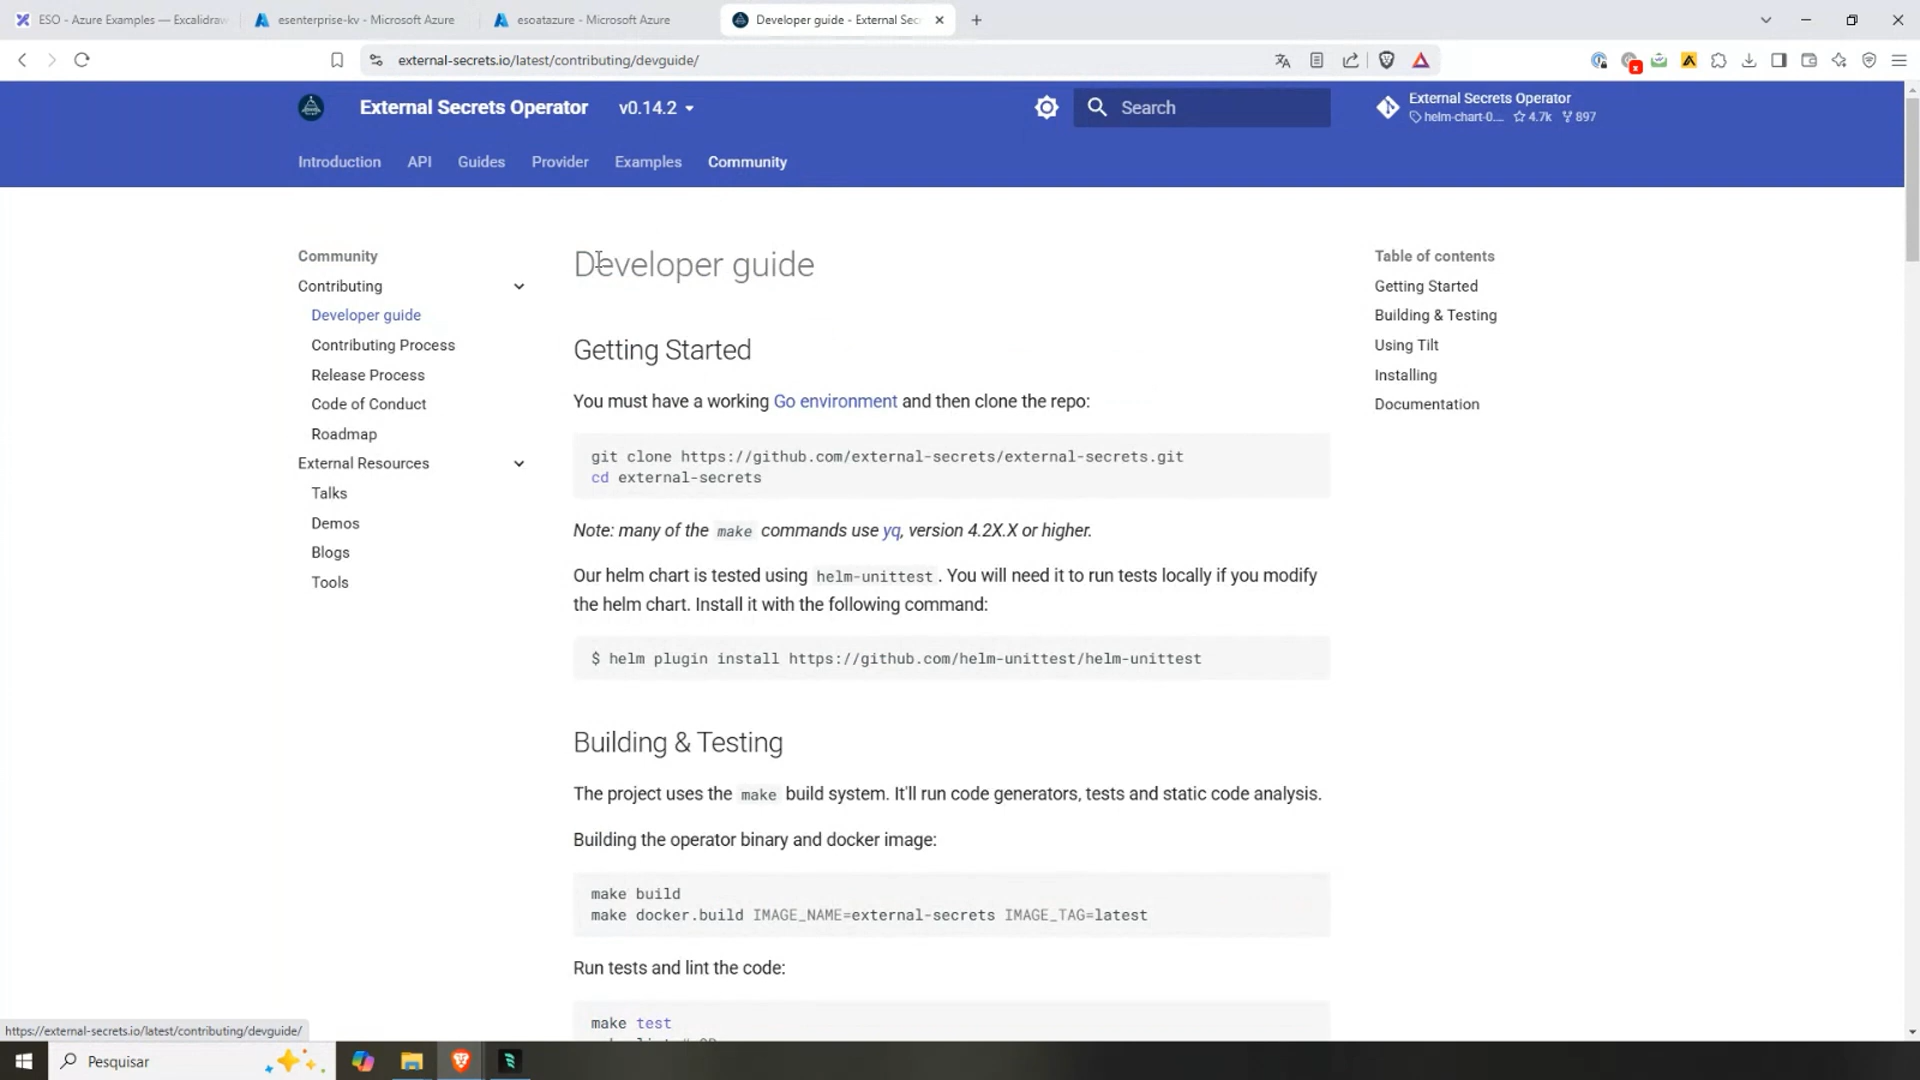 ESO - Azure Examples — Excalidraw
esenterprise-kv - Microsoft Azure
esoatazure - Microsoft Azure
Developer guide - External Sec
external-secrets.io/latest/contributing/devguide/
External Secrets Operator
v0.14.2
Search
External Secrets Operator
helm-chart-0.... 4.7k 897
Introduction
API
Guides
Provider
Examples
Community
Community
Contributing
Developer guide
Contributing Process
Release Process
Code of Conduct
Roadmap
External Resources
Talks
Demos
Blogs
Tools
Developer guide
Getting Started
You must have a working Go environment and then clone the repo:
git clone https://github.com/external-secrets/external-secrets.git
cd external-secrets
Note: many of the make commands use yq, version 4.2X.X or higher.
Our helm chart is tested using helm-unittest. You will need it to run tests locally if you modify
the helm chart. Install it with the following command:
$ helm plugin install https://github.com/helm-unittest/helm-unittest
Building & Testing
The project uses the make build system. It'll run code generators, tests and static code analysis.
Building the operator binary and docker image:
make build
make docker.build IMAGE_NAME=external-secrets IMAGE_TAG=latest
Run tests and lint the code:
make test
Table of contents
Getting Started
Building & Testing
Using Tilt
Installing
Documentation
https://external-secrets.io/latest/contributing/devguide/
Pesquisar